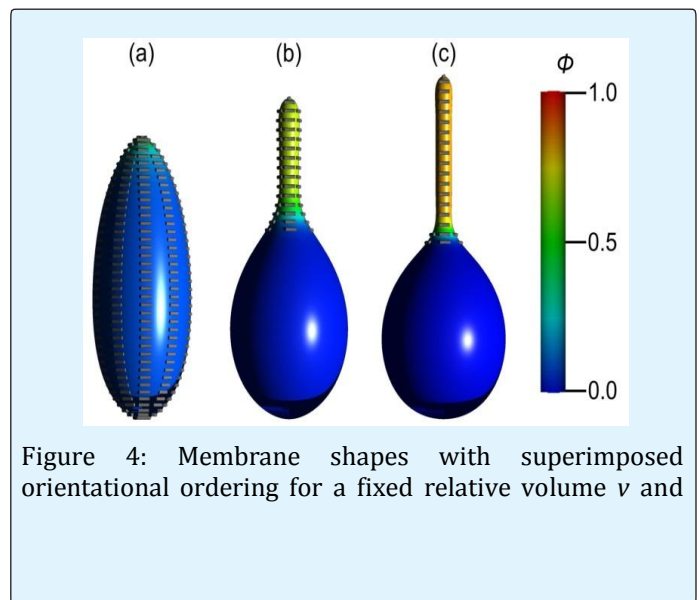 (a) (b) (c) ϕ
1.0
0.5
0.0
Figure 4: Membrane shapes with superimposed
orientational ordering for a fixed relative volume v and